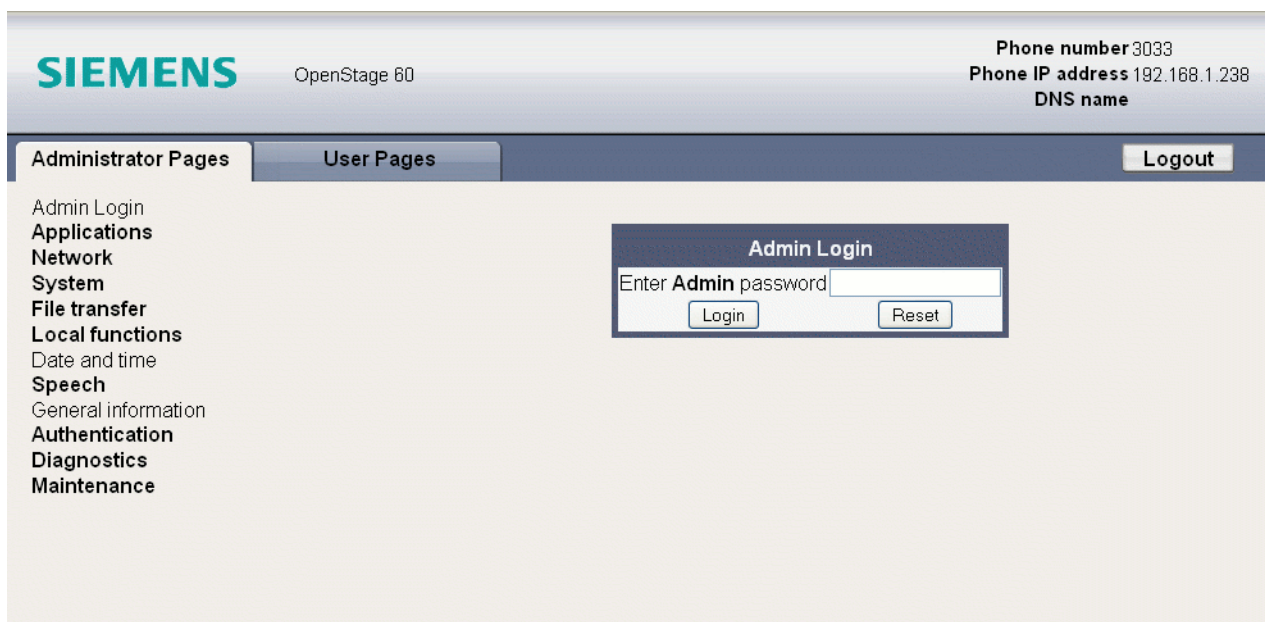 SIEMENS OpenStage 60
Phone number 3033
Phone IP address 192.168.1.238
DNS name
Administrator Pages User Pages Logout
Admin Login
Applications
Network
System
File transfer
Local functions
Date and time
Speech
General information
Authentication
Diagnostics
Maintenance
Admin Login
Enter Admin password
Login Reset